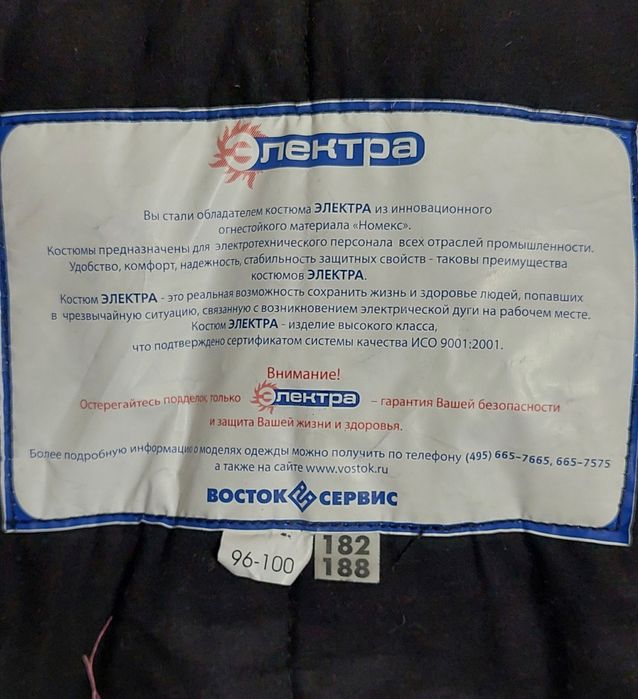 Электра
Вы стали обладателем костюма ЭЛЕКТРА из инновационного
огнестойкого материала «Номекс».
Костюмы предназначены для электротехнического персонала всех отраслей промышленности.
Удобство, комфорт, надежность, стабильность защитных свойств - таковы преимущества
костюмов ЭЛЕКТРА.
Костюм ЭЛЕКТРА - это реальная возможность сохранить жизнь и здоровье людей, попавших
в чрезвычайную ситуацию, связанную с возникновением электрической дуги на рабочем месте.
Костюм ЭЛЕКТРА - изделие высокого класса,
что подтверждено сертификатом системы качества ИСО 9001:2001.
Внимание!
Остерегайтесь подделок, только Электра – гарантия Вашей безопасности
и защита Вашей жизни и здоровья.
Более подробную информацию о моделях одежды можно получить по телефону (495) 665-7665, 665-7575
а также на сайте www.vostok.ru
ВОСТОК СЕРВИС
96-100
182
188